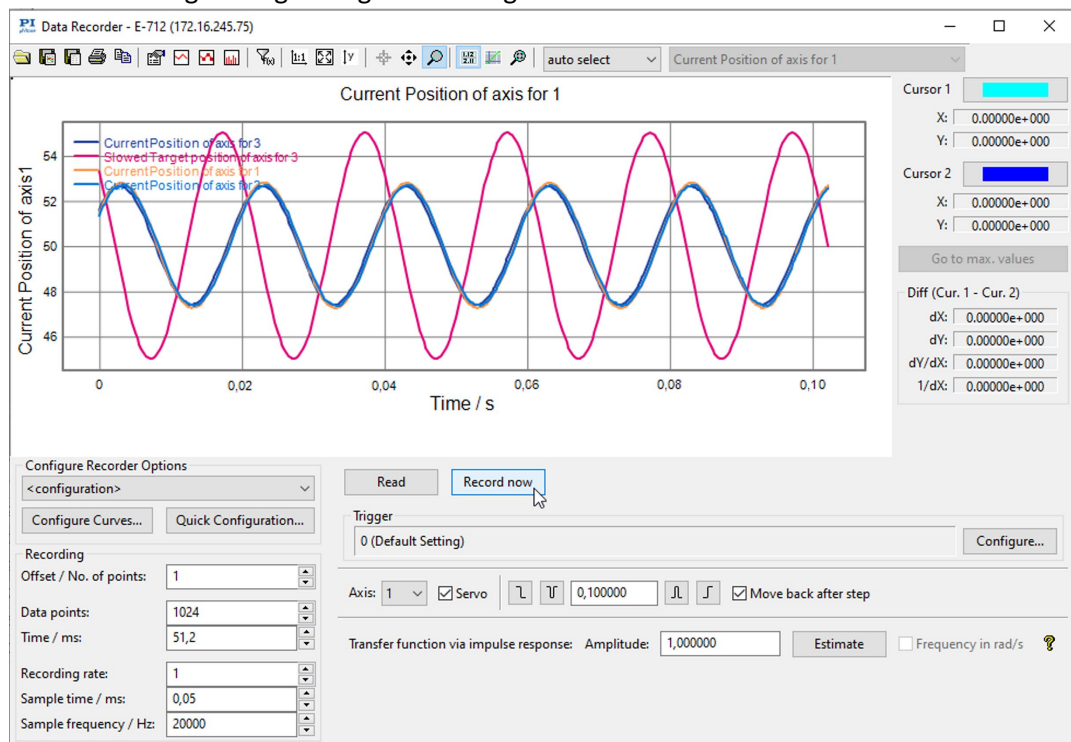 PI Data Recorder - E-712 (172.16.245.75)
auto select
Current Position of axis for 1
Current Position of axis for 1
CurrentPosition of axis for 3
Slowed Target position of axis for 3
CurrentPosition of axis for 1
CurrentPosition of axis for 2
Current Position of axis1
54
52
50
48
46
0 0,02 0,04 0,06 0,08 0,10
Time / s
Cursor 1
X: 0.00000e+000
Y: 0.00000e+000
Cursor 2
X: 0.00000e+000
Y: 0.00000e+000
Go to max. values
Diff (Cur. 1 - Cur. 2)
dX: 0.00000e+000
dY: 0.00000e+000
dY/dX: 0.00000e+000
1/dX: 0.00000e+000
Configure Recorder Options
<configuration>
Configure Curves... Quick Configuration...
Recording
Offset / No. of points: 1
Data points: 1024
Time / ms: 51,2
Recording rate: 1
Sample time / ms: 0,05
Sample frequency / Hz: 20000
Read Record now
Trigger
0 (Default Setting) Configure...
Axis: 1 Servo 0,100000 Move back after step
Transfer function via impulse response: Amplitude: 1,000000 Estimate Frequency in rad/s